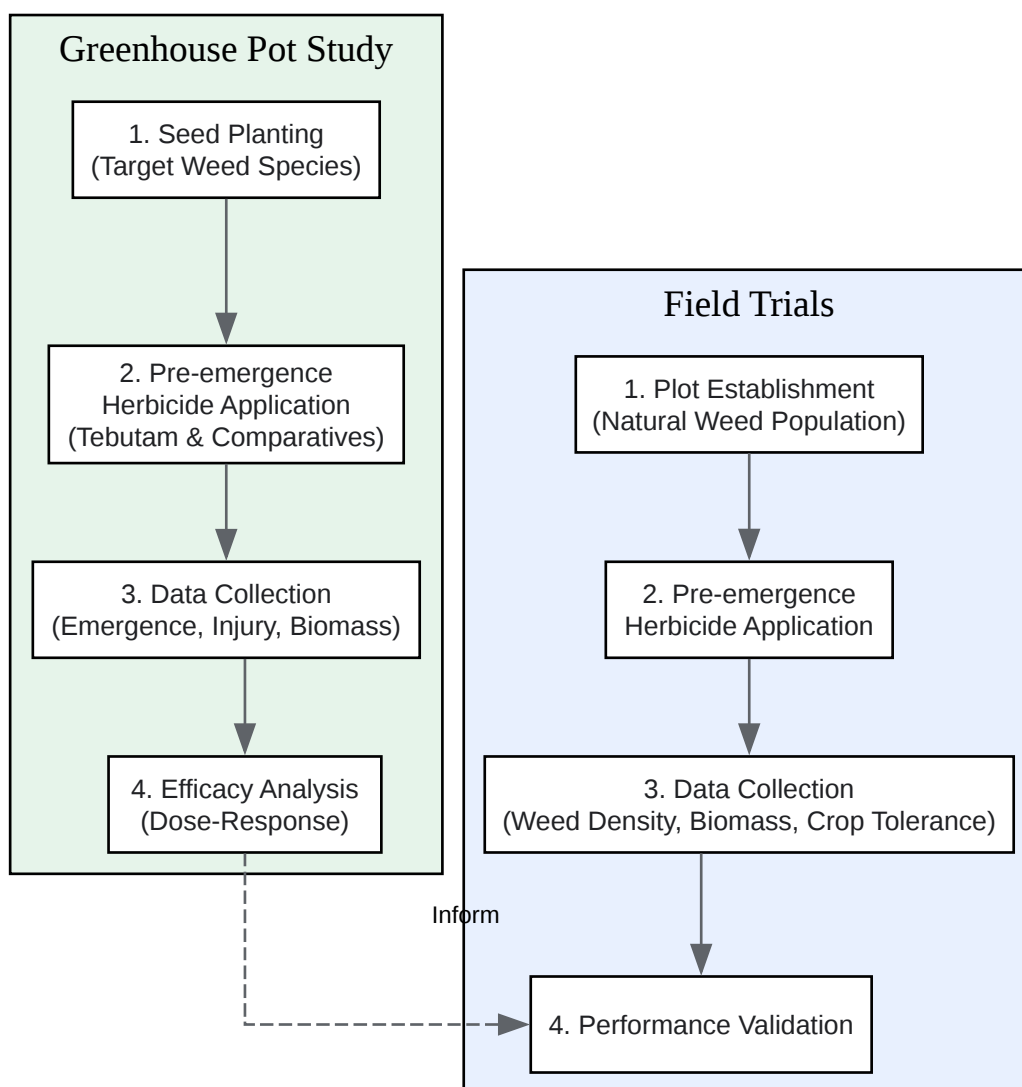 Greenhouse Pot Study
1. Seed Planting
(Target Weed Species)
2. Pre-emergence
Herbicide Application
(Tebutam & Comparatives)
3. Data Collection
(Emergence, Injury, Biomass)
4. Efficacy Analysis
(Dose-Response)
Inform
Field Trials
1. Plot Establishment
(Natural Weed Population)
2. Pre-emergence
Herbicide Application
3. Data Collection
(Weed Density, Biomass, Crop Tolerance)
4. Performance Validation